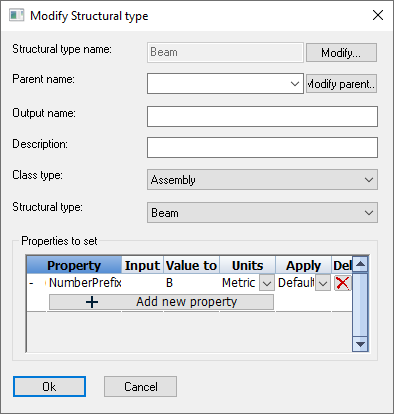 Modify Structural type
Structural type name: Beam Modify...
Parent name: Modify parent..
Output name:
Description:
Class type: Assembly
Structural type: Beam
Properties to set
Property Input Value to Units Apply Del
- NumberPrefix B Metric Default
+ Add new property
Ok Cancel